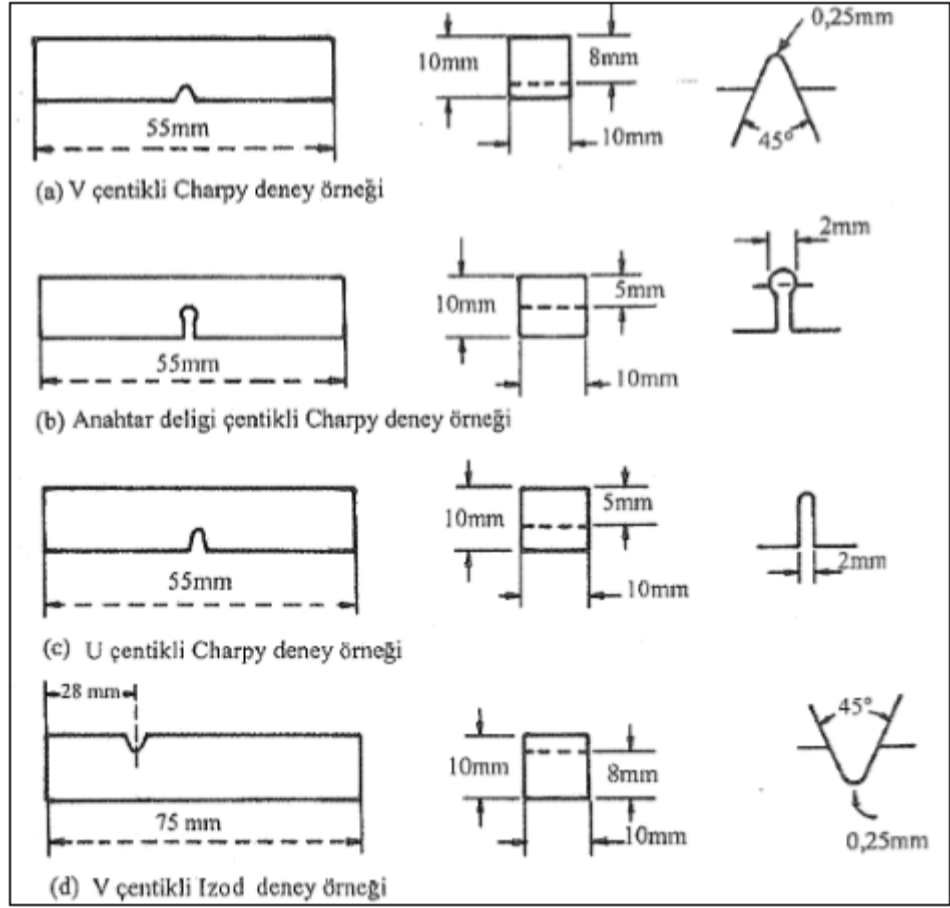 0,25mm
10mm
8mm
55mm
10mm
45°
(a) V çentikli Charpy deney örneği
2mm
10mm
5mm
55mm
10mm
(b) Anahtar deligi çentikli Charpy deney örneği
10mm
5mm
55mm
10mm
2mm
(c) U çentikli Charpy deney örneği
28 mm
45°
10mm
8mm
75 mm
10mm
0,25mm
(d) V çentikli Izod deney örneği